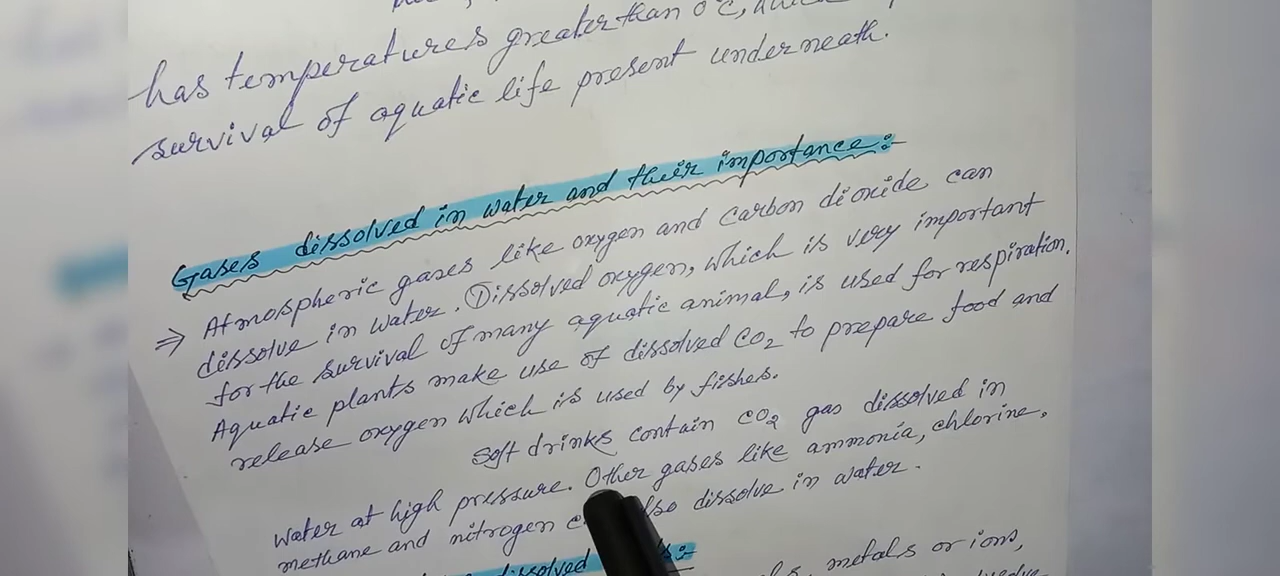 has temperatures greater than 0°C,
survival of aquatic life present underneath.
Gases dissolved in water and their importance :-
⇒ Atmospheric gases like oxygen and carbon dioxide can
dissolve in water. Dissolved oxygen, which is very important
for the survival of many aquatic animal, is used for respiration.
Aquatic plants make use of dissolved CO₂ to prepare food and
release oxygen which is used by fishes.
Soft drinks contain CO₂ gas dissolved in
water at high pressure. Other gases like ammonia, chlorine,
methane and nitrogen also dissolve in water.
dissolved
metals or ions,